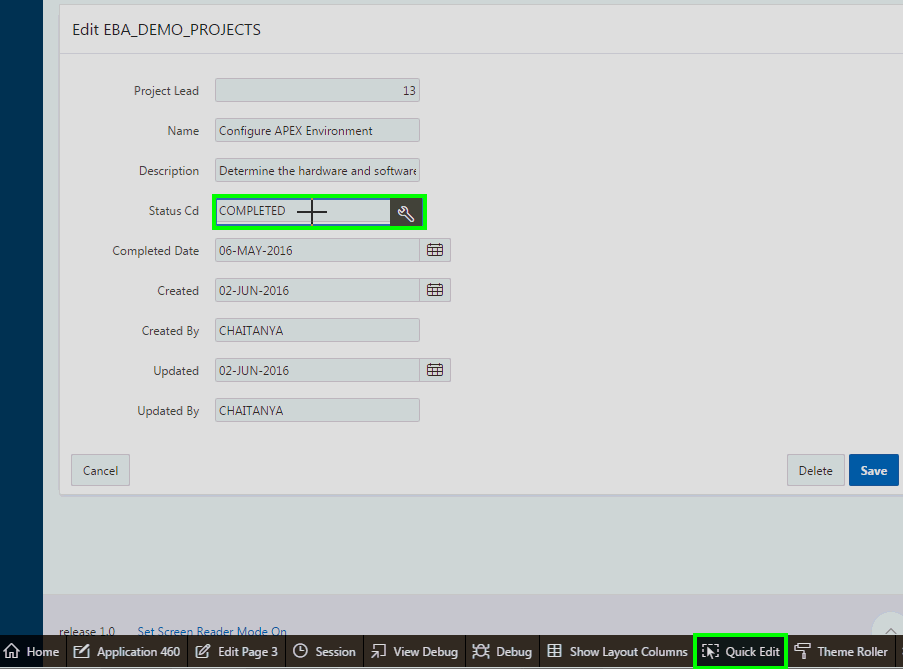 Edit EBA_DEMO_PROJECTS
Project Lead 13
Name Configure APEX Environment
Description Determine the hardware and software
Status Cd COMPLETED
Completed Date 06-MAY-2016
Created 02-JUN-2016
Created By CHAITANYA
Updated 02-JUN-2016
Updated By CHAITANYA
Cancel Delete Save
release 1.0 Set Screen Reader Mode On
Home Application 460 Edit Page 3 Session View Debug Debug Show Layout Columns Quick Edit Theme Roller